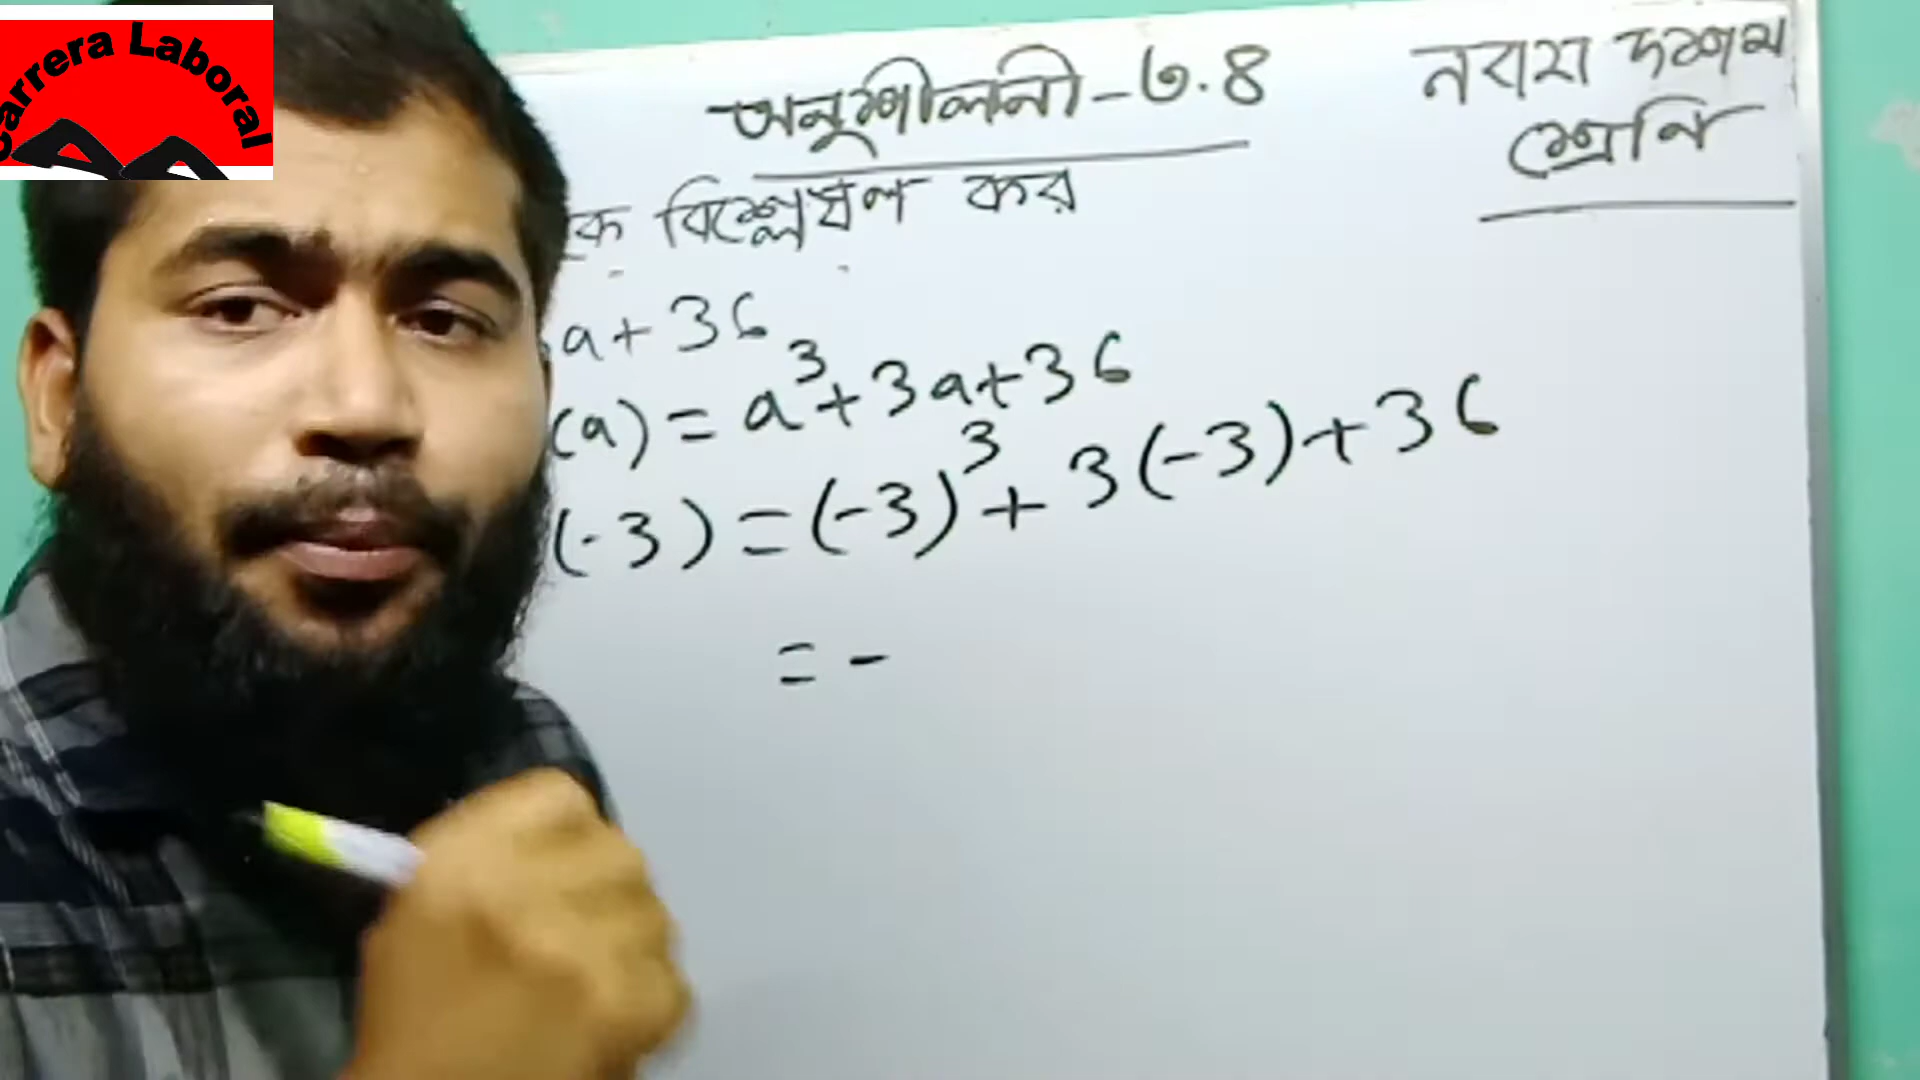 Carrera Laboral
অনুশীলনী-৩.৪
নবম দশম
শ্রেনি
কে বিশ্লেষণ কর
a+36
(a) = a³+3a+36
(-3) = (-3)³ + 3(-3)+36
= -